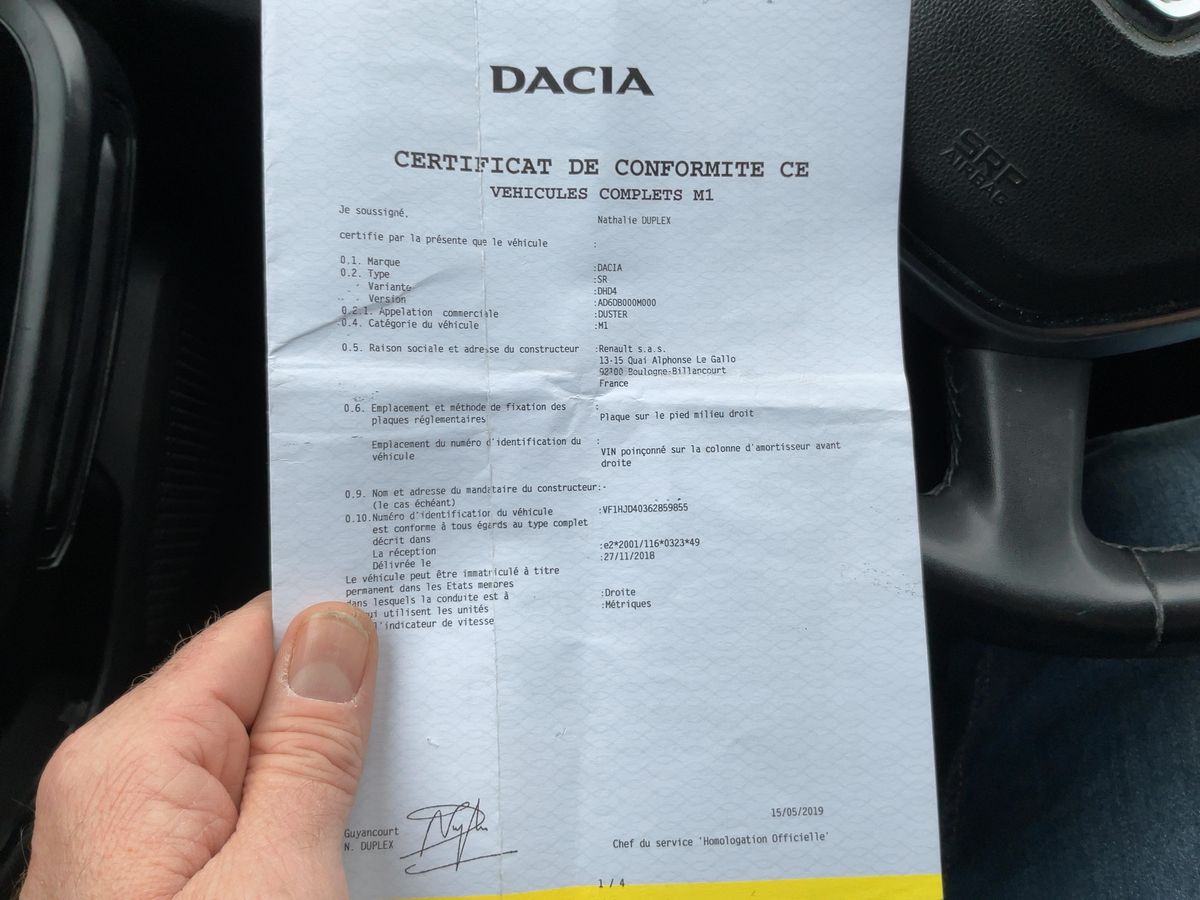 DACIA
CERTIFICAT DE CONFORMITE CE
VEHICULES COMPLETS M1
Je soussigné, Nathalie DUPLEX
certifie par la présente que le véhicule :
0.1. Marque :DACIA
0.2. Type :SR
Variante :DHD4
Version :AD6DB000M000
0.2.1. Appelation commerciale :DUSTER
0.4. Catégorie du véhicule :M1
0.5. Raison sociale et adresse du constructeur :Renault s.a.s.
13-15 Quai Alphonse Le Gallo
92100 Boulogne-Billancourt
France
0.6. Emplacement et méthode de fixation des :
plaques réglementaires Plaque sur le pied milieu droit
Emplacement du numéro d'identification du :
véhicule VIN poinçonné sur la colonne d'amortisseur avant
droite
0.9. Nom et adresse du mandataire du constructeur:-
(le cas échéant)
0.10.Numéro d'identification du véhicule :VF1HJD40362859855
est conforme à tous égards au type complet
décrit dans
La réception :e2*2001/116*0323*49
Délivrée le :27/11/2018
Le véhicule peut être immatriculé à titre
permanent dans les Etats membres
dans lesquels la conduite est à :Droite
qui utilisent les unités :Métriques
l'indicateur de vitesse
15/05/2019
Guyancourt
N. DUPLEX
Chef du service 'Homologation Officielle'
1 / 4
SRF
AIRBAG